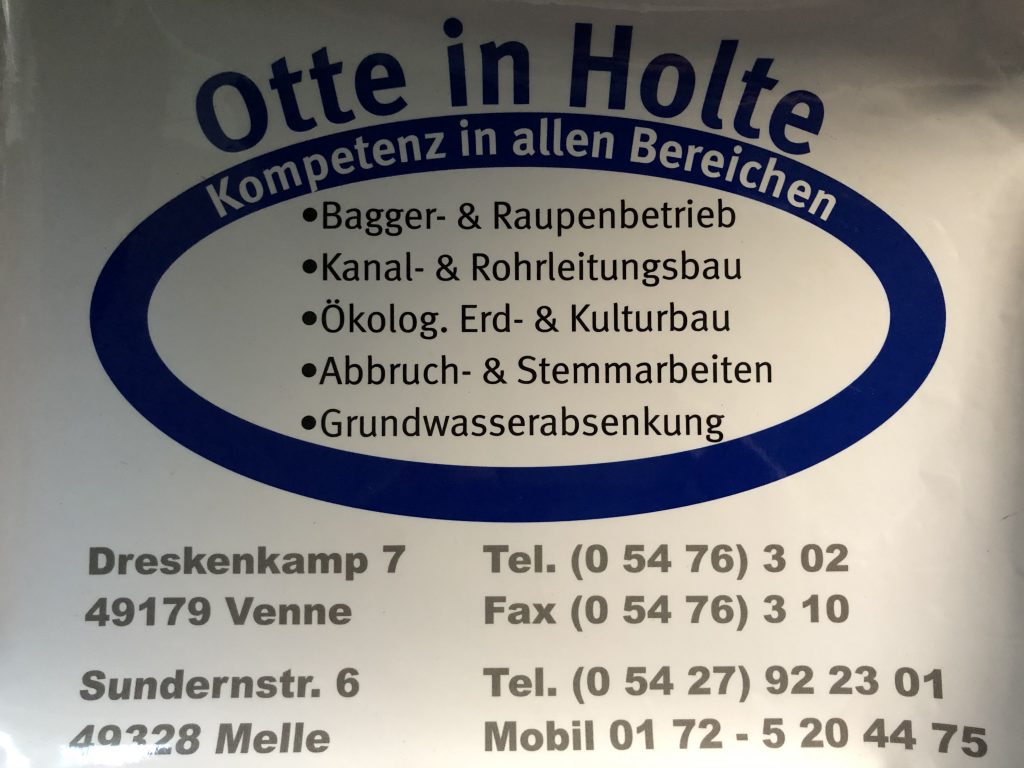 Otte in Holte
Kompetenz in allen Bereichen
•Bagger- & Raupenbetrieb
•Kanal- & Rohrleitungsbau
•Ökolog. Erd- & Kulturbau
•Abbruch- & Stemmarbeiten
•Grundwasserabsenkung
Dreskenkamp 7 Tel. (0 54 76) 3 02
49179 Venne Fax (0 54 76) 3 10
Sundernstr. 6 Tel. (0 54 27) 92 23 01
49328 Melle Mobil 01 72 - 5 20 44 75